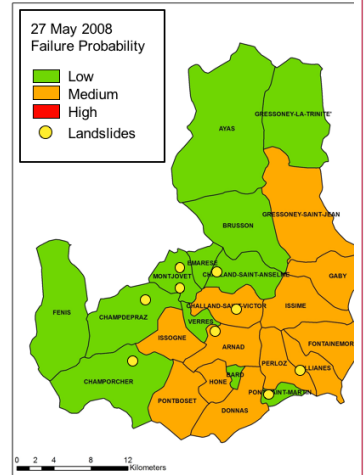 27 May 2008
Failure Probability
Low
Medium
High
Landslides
GRESSONEY-LA-TRINITE'
AYAS
GRESSONEY-SAINT-JEAN
BRUSSON
EMARESE
CHALLAND-SAINT-ANSELME
GABY
MONTJOVET
FENIS
CHAMPDEPRAZ
CHALLAND-SAINT-VICTOR
ISSIME
VERRES
ISSOGNE
ARNAD
FONTAINEMOR
PERLOZ
LILLIANES
CHAMPORCHER
HONE
BARD
PONT-SAINT-MARTIN
PONTBOSET
DONNAS
0 2 4 8 12
Kilometers